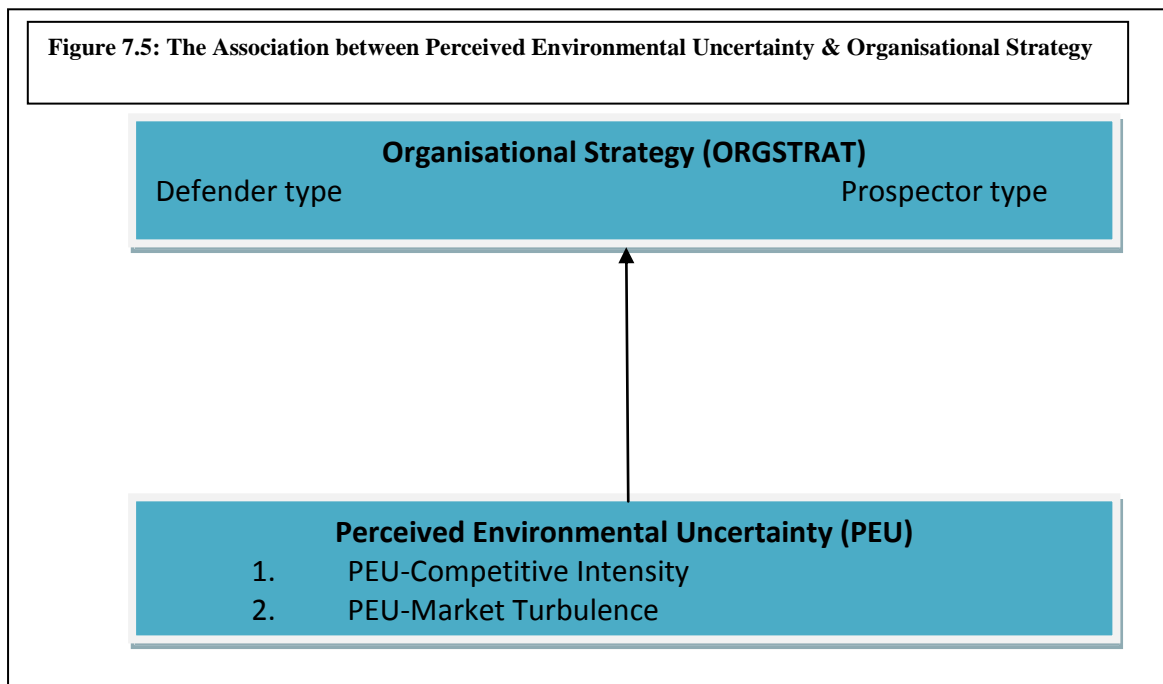 Figure 7.5: The Association between Perceived Environmental Uncertainty & Organisational Strategy
Organisational Strategy (ORGSTRAT)
Defender type Prospector type
Perceived Environmental Uncertainty (PEU)
1. PEU-Competitive Intensity
2. PEU-Market Turbulence